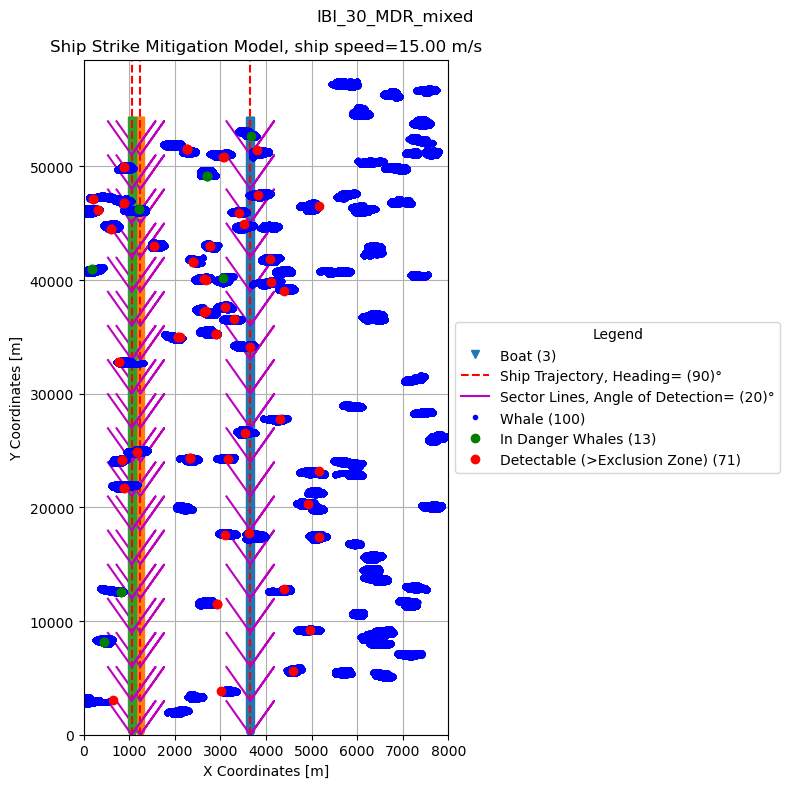 IBI_30_MDR_mixed
Ship Strike Mitigation Model, ship speed=15.00 m/s
50000
40000
30000
20000
10000
0
Y Coordinates [m]
0 1000 2000 3000 4000 5000 6000 7000 8000
X Coordinates [m]
Legend
Boat (3)
Ship Trajectory, Heading= (90)°
Sector Lines, Angle of Detection= (20)°
Whale (100)
In Danger Whales (13)
Detectable (>Exclusion Zone) (71)